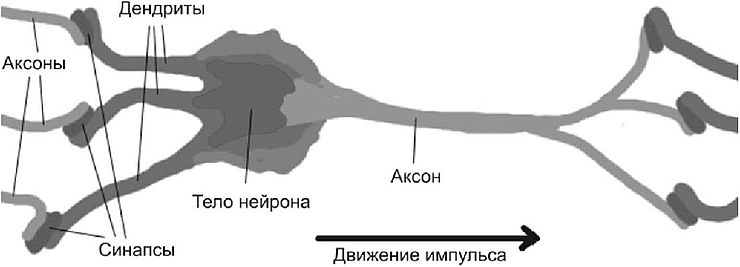 Дендриты
Аксоны
Аксон
Тело нейрона
Синапсы
Движение импульса